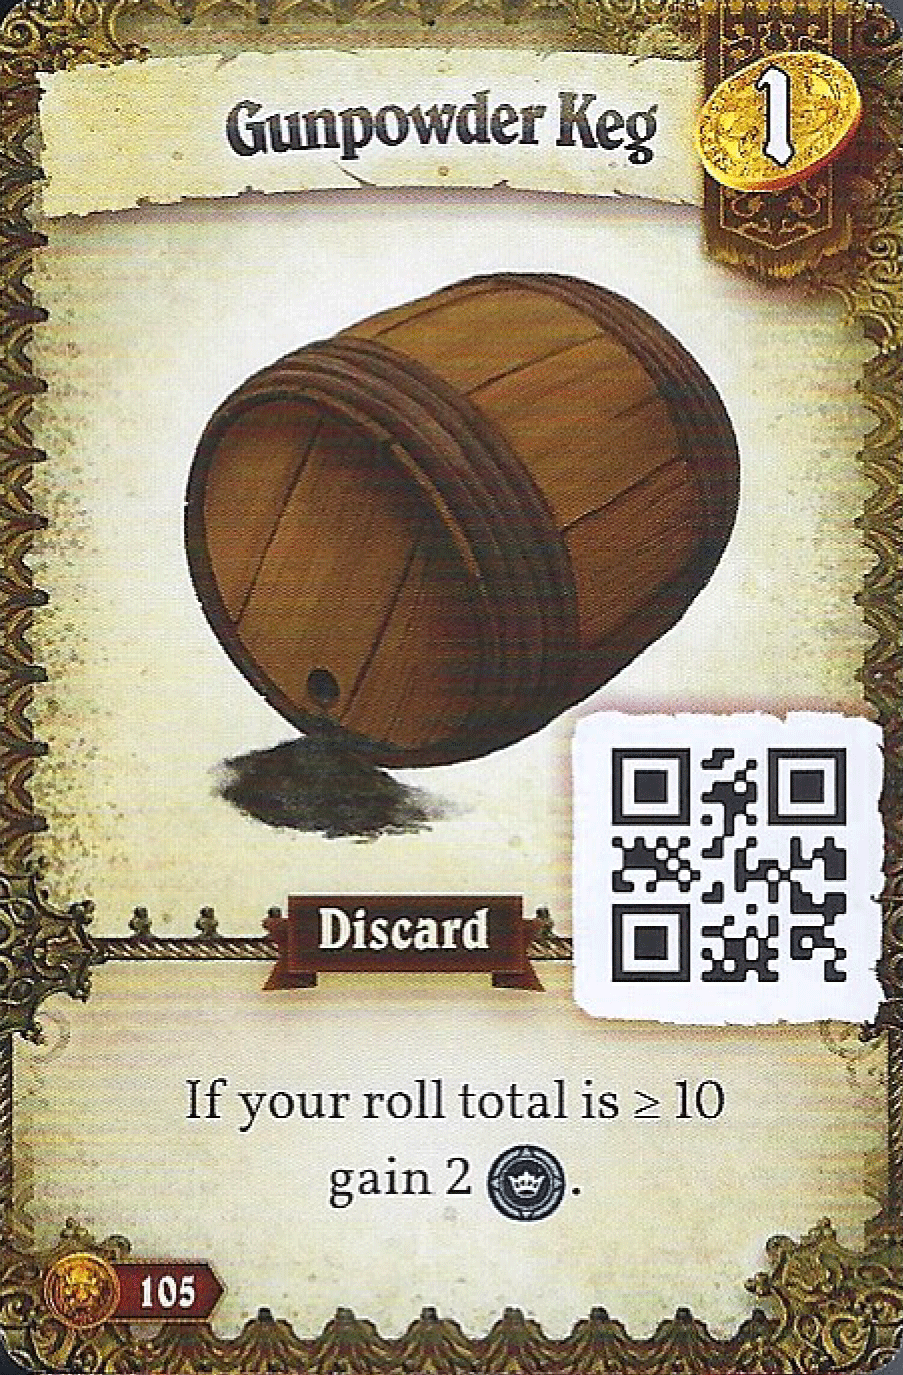 Gunpowder Keg
1
Discard
If your roll total is ≥ 10
gain 2 .
105